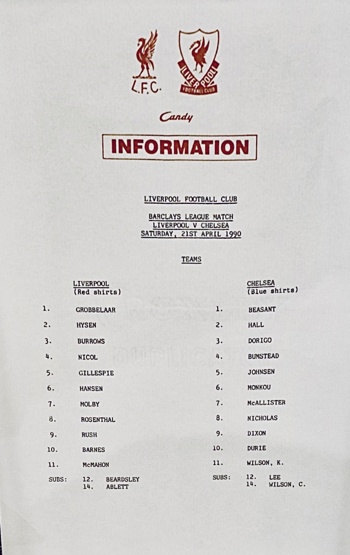 L.F.C.
LIVERPOOL
FOOTBALL CLUB
Candy
INFORMATION
LIVERPOOL FOOTBALL CLUB
BARCLAYS LEAGUE MATCH
LIVERPOOL V CHELSEA
SATURDAY, 21ST APRIL 1990
TEAMS
LIVERPOOL CHELSEA
(Red shirts) (Blue shirts)
1. GROBBELAAR 1. BEASANT
2. HYSEN 2. HALL
3. BURROWS 3. DORIGO
4. NICOL 4. BUMSTEAD
5. GILLESPIE 5. JOHNSEN
6. HANSEN 6. MONKOU
7. MOLBY 7. McALLISTER
8. ROSENTHAL 8. NICHOLAS
9. RUSH 9. DIXON
10. BARNES 10. DURIE
11. McMAHON 11. WILSON, K.
SUBS: 12. BEARDSLEY SUBS: 12. LEE
14. ABLETT 14. WILSON, C.